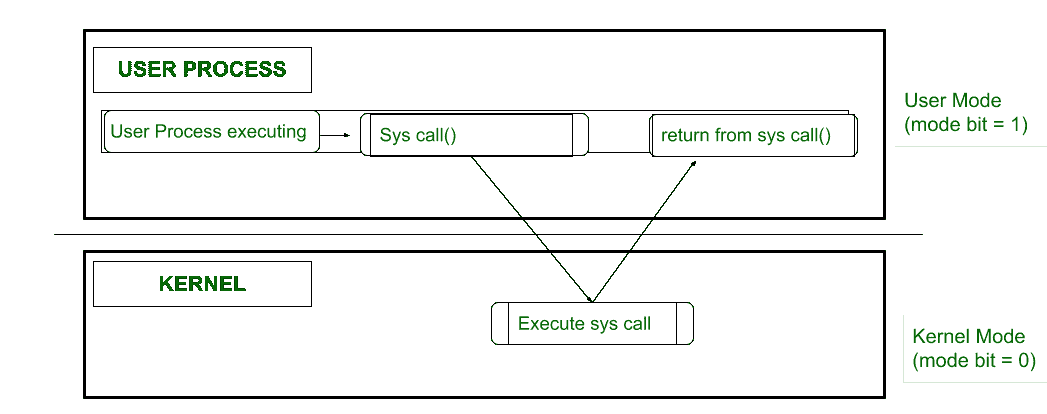 USER PROCESS
User Process executing
Sys call()
return from sys call()
User Mode
(mode bit = 1)
KERNEL
Execute sys call
Kernel Mode
(mode bit = 0)